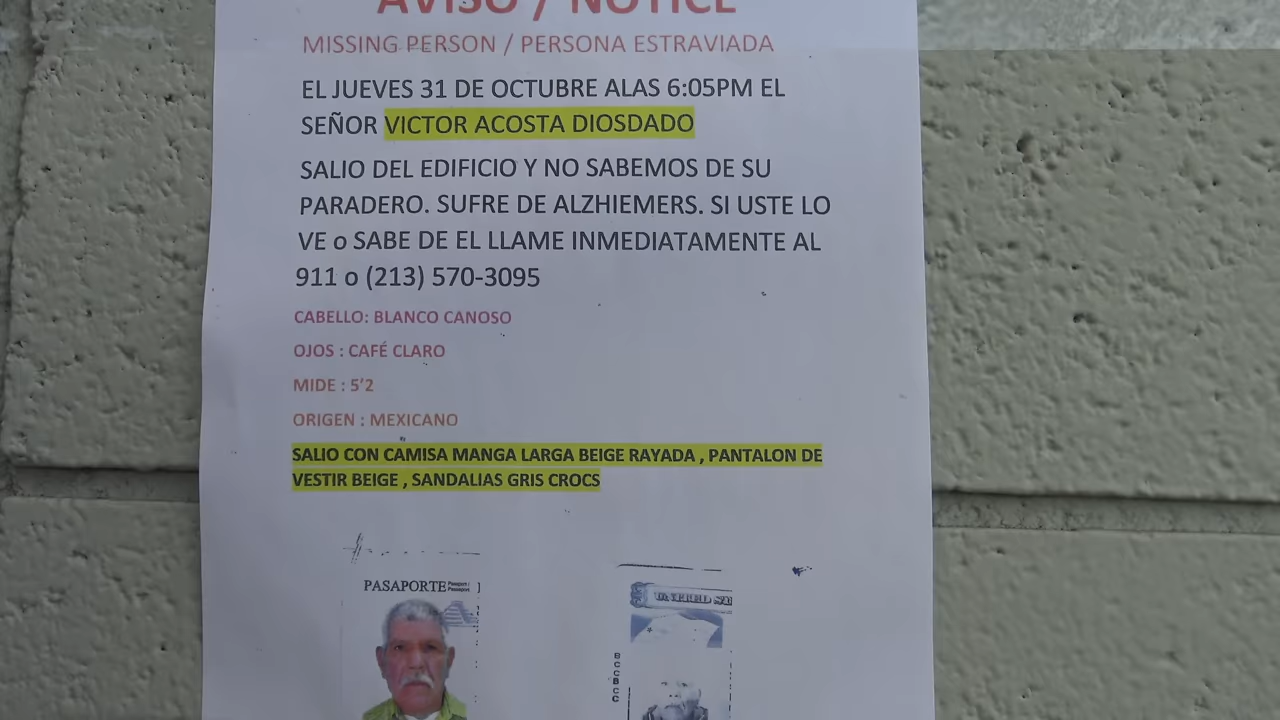 AVISO / NOTICE
MISSING PERSON / PERSONA ESTRAVIADA
EL JUEVES 31 DE OCTUBRE ALAS 6:05PM EL
SEÑOR VICTOR ACOSTA DIOSDADO
SALIO DEL EDIFICIO Y NO SABEMOS DE SU
PARADERO. SUFRE DE ALZHIEMERS. SI USTE LO
VE o SABE DE EL LLAME INMEDIATAMENTE AL
911 o (213) 570-3095
CABELLO: BLANCO CANOSO
OJOS : CAFÉ CLARO
MIDE : 5'2
ORIGEN : MEXICANO
SALIO CON CAMISA MANGA LARGA BEIGE RAYADA , PANTALON DE
VESTIR BEIGE , SANDALIAS GRIS CROCS
PASAPORTE